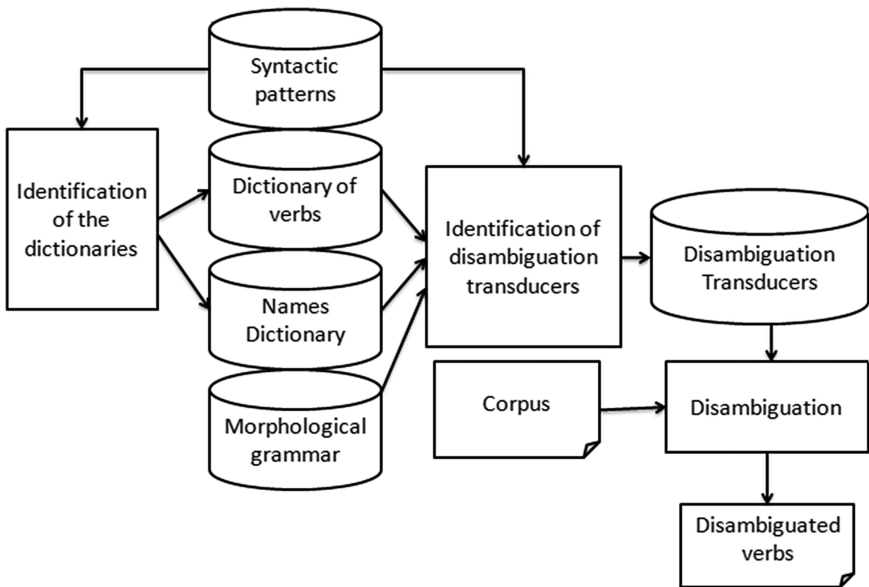 Syntactic
patterns
Identification
of the
dictionaries
Dictionary of
verbs
Names
Dictionary
Morphological
grammar
Identification of
disambiguation
transducers
Disambiguation
Transducers
Corpus
Disambiguation
Disambiguated
verbs